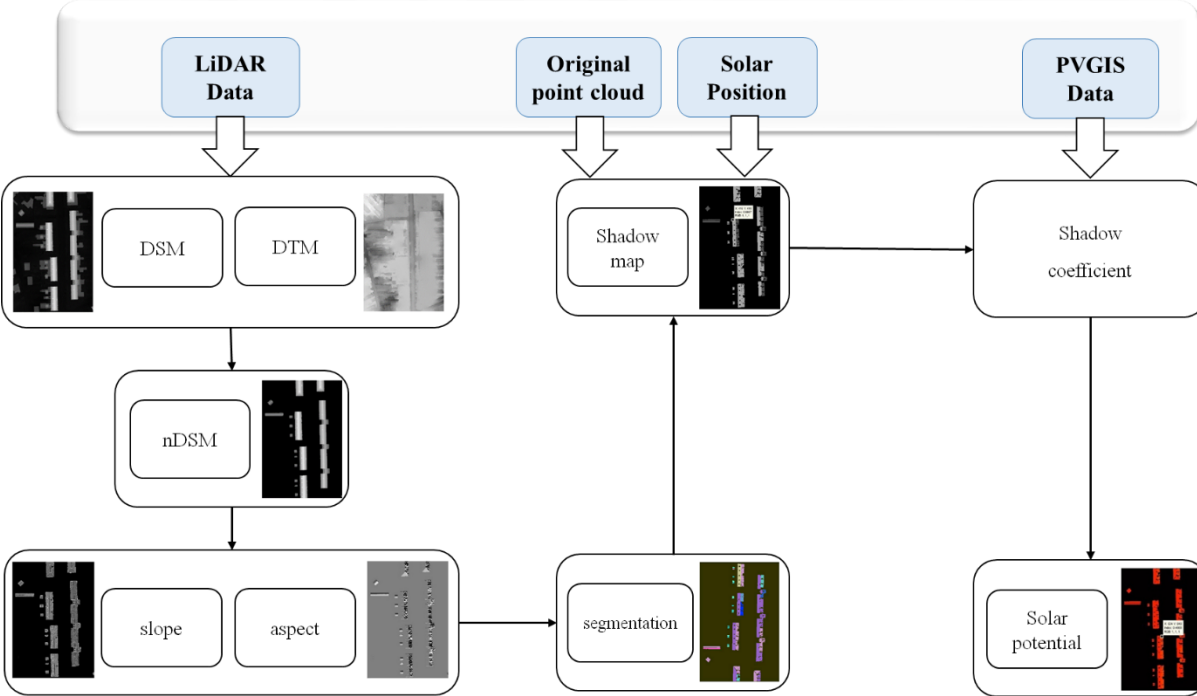 LiDAR
Data
Original
point cloud
Solar
Position
PVGIS
Data
DSM
DTM
Shadow
map
Shadow
coefficient
nDSM
slope
aspect
segmentation
Solar
potential